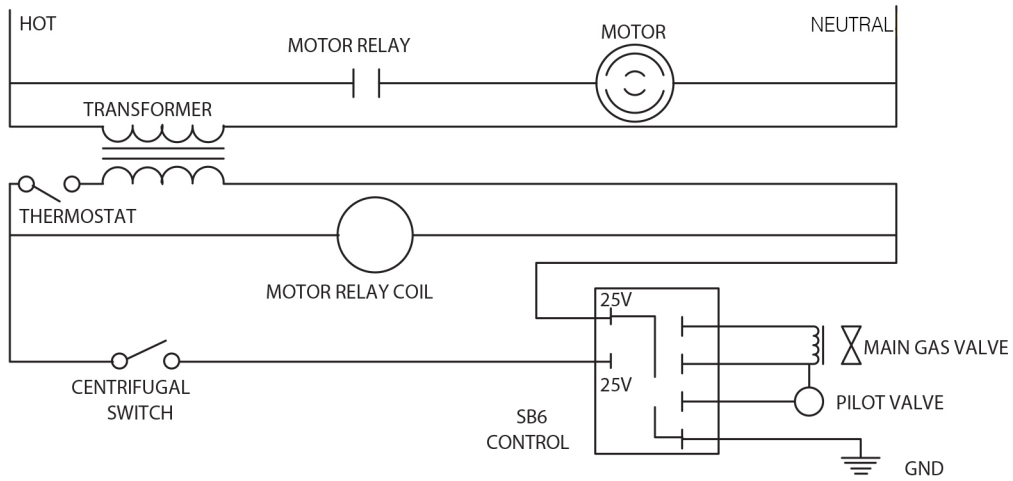 HOT
NEUTRAL
MOTOR RELAY
MOTOR
TRANSFORMER
THERMOSTAT
MOTOR RELAY COIL
25V
MAIN GAS VALVE
25V
CENTRIFUGAL
SWITCH
PILOT VALVE
SB6
CONTROL
GND